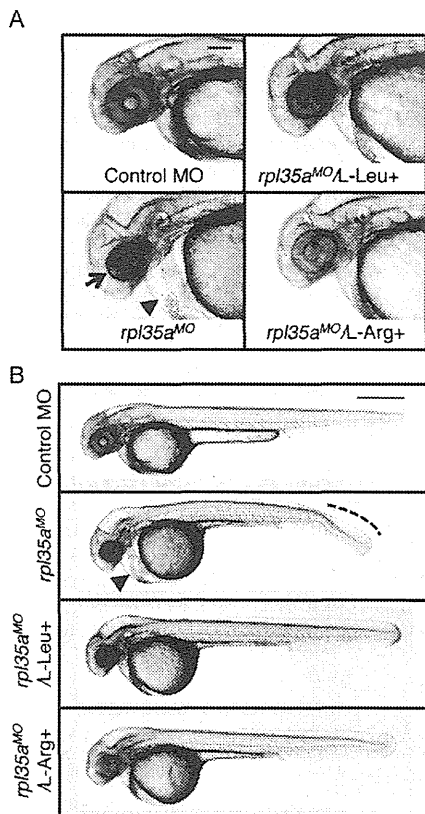 A
Control MO
rpl35aMO/L-Leu+
rpl35aMO
rpl35aMO/L-Arg+
B
Control MO
rpl35aMO
rpl35aMO
/L-Leu+
rpl35aMO
/L-Arg+